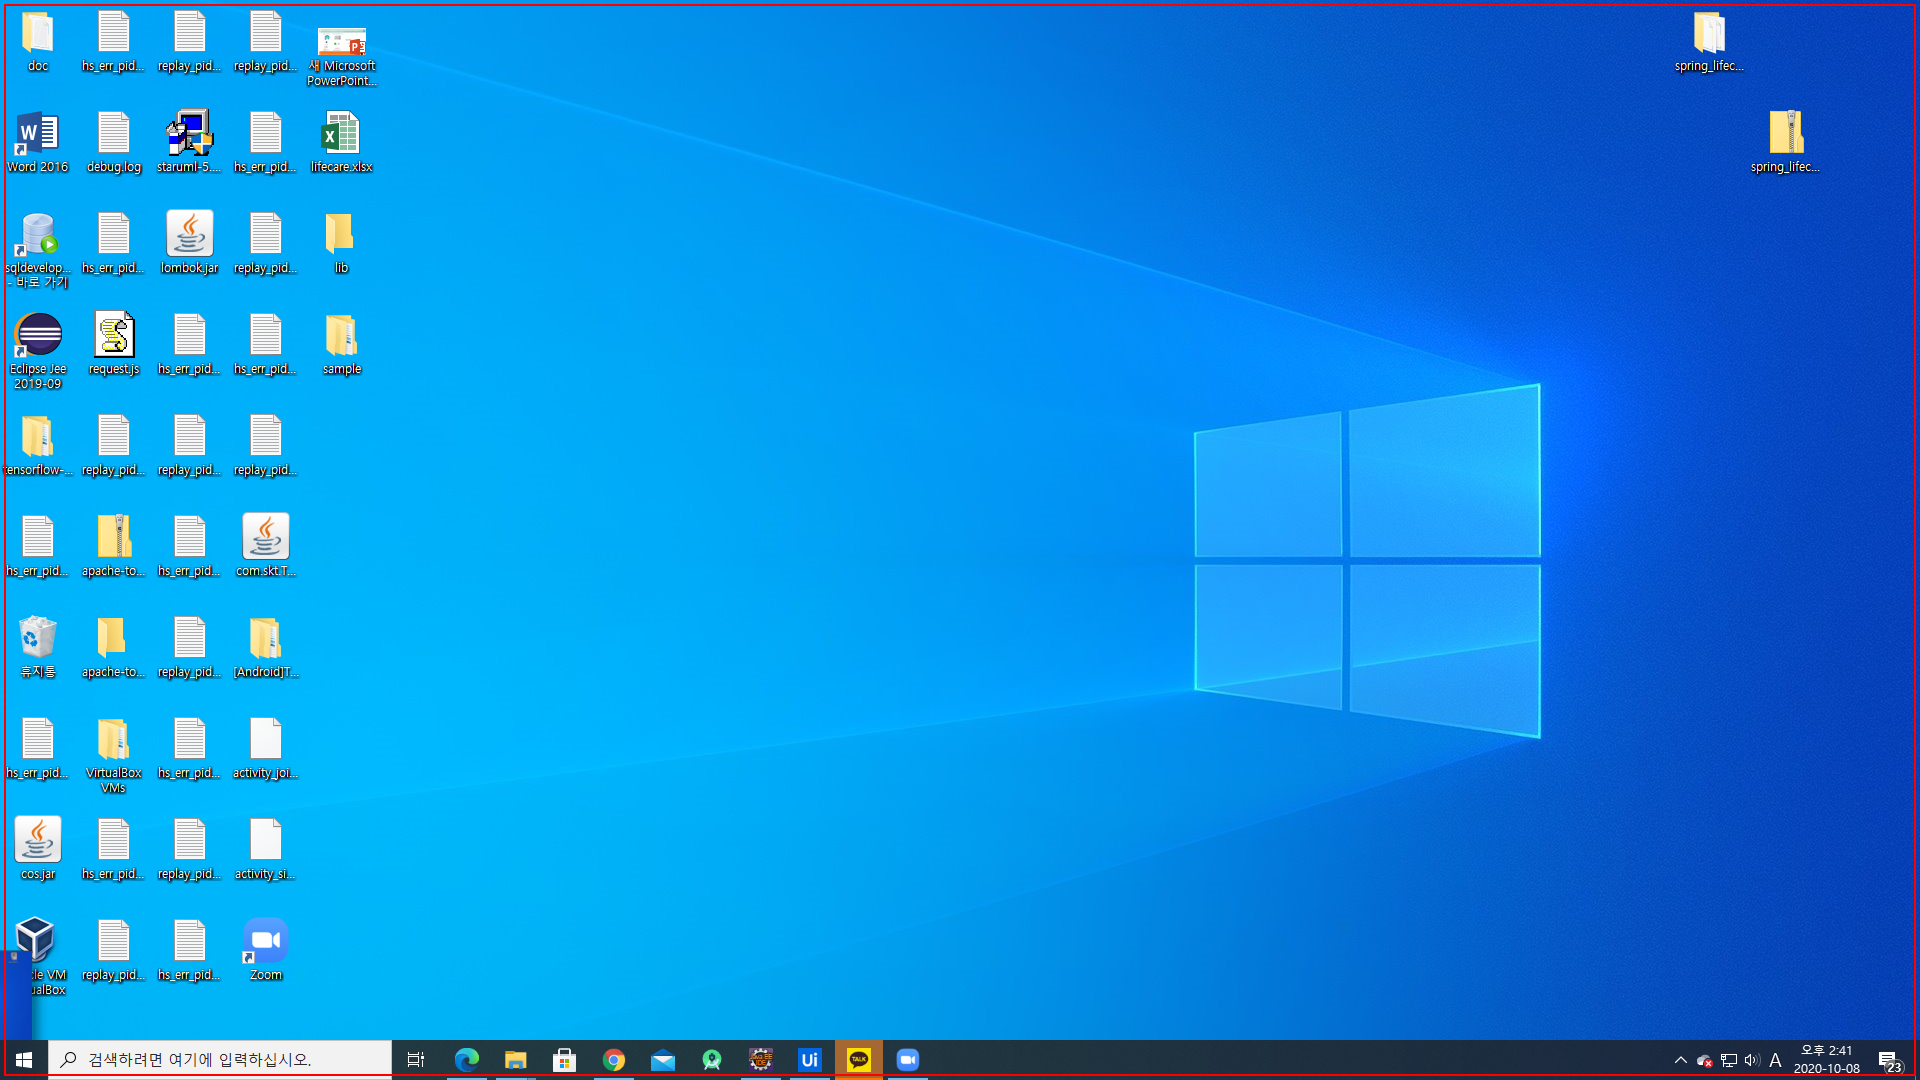 doc
hs_err_pid...
replay_pid...
replay_pid...
새 Microsoft
PowerPoint...
spring_lifec...
Word 2016
debug.log
staruml-5....
hs_err_pid...
lifecare.xlsx
spring_lifec...
sqldevelop...
- 바로 가기
hs_err_pid...
lombok.jar
replay_pid...
lib
Eclipse Jee
2019-09
request.js
hs_err_pid...
hs_err_pid...
sample
tensorflow-...
replay_pid...
replay_pid...
replay_pid...
hs_err_pid...
apache-to...
hs_err_pid...
com.skt.T...
휴지통
apache-to...
replay_pid...
[Android]T...
hs_err_pid...
VirtualBox
VMs
hs_err_pid...
activity_joi...
cos.jar
hs_err_pid...
replay_pid...
activity_si...
replay_pid...
hs_err_pid...
Zoom
VM
검색하려면 여기에 입력하십시오.
Ui
TALK
A
오후 2:41
2020-10-08
23